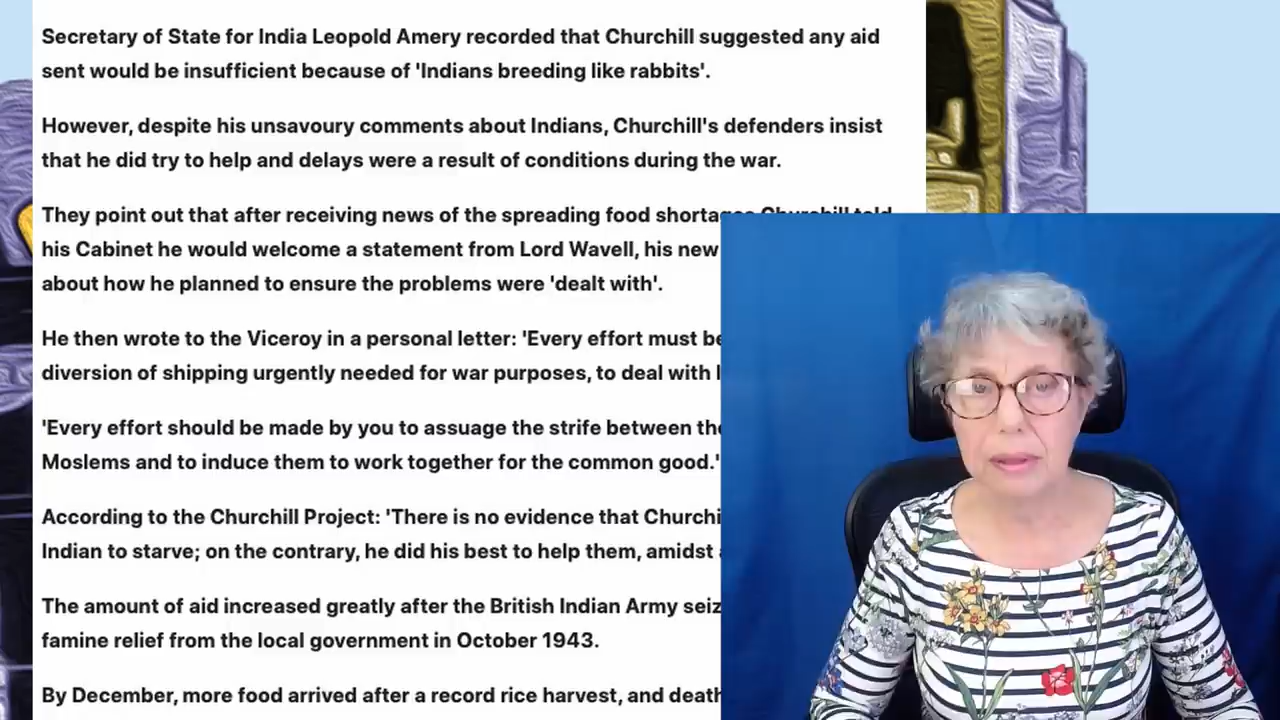 Secretary of State for India Leopold Amery recorded that Churchill suggested any aid
sent would be insufficient because of 'Indians breeding like rabbits'.
However, despite his unsavoury comments about Indians, Churchill's defenders insist
that he did try to help and delays were a result of conditions during the war.
They point out that after receiving news of the spreading food shortages Churchill told
his Cabinet he would welcome a statement from Lord Wavell, his new
about how he planned to ensure the problems were 'dealt with'.
He then wrote to the Viceroy in a personal letter: 'Every effort must be
diversion of shipping urgently needed for war purposes, to deal with
'Every effort should be made by you to assuage the strife between the
Moslems and to induce them to work together for the common good.'
According to the Churchill Project: 'There is no evidence that
Indian to starve; on the contrary, he did his best to help them, amidst
The amount of aid increased greatly after the British Indian Army
famine relief from the local government in October 1943.
By December, more food arrived after a record rice harvest, and